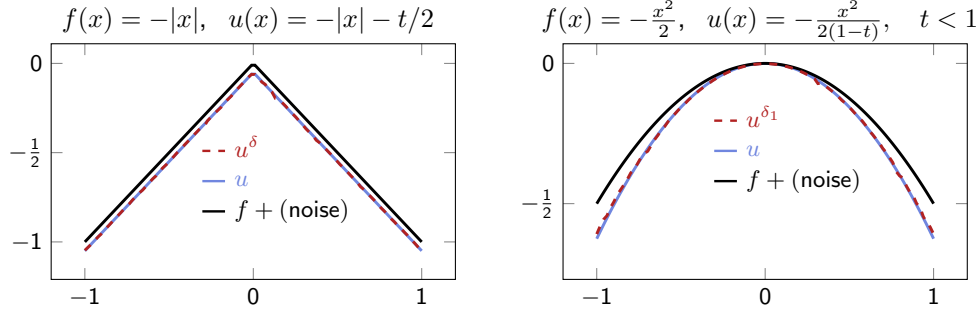 f(x) = −|x|, u(x) = −|x| − t/2
0
−1/2
−1
u^δ
u
f + (noise)
−1 0 1
f(x) = −x²/2, u(x) = −x²/(2(1−t)), t < 1
0
−1/2
u^δ₁
u
f + (noise)
−1 0 1